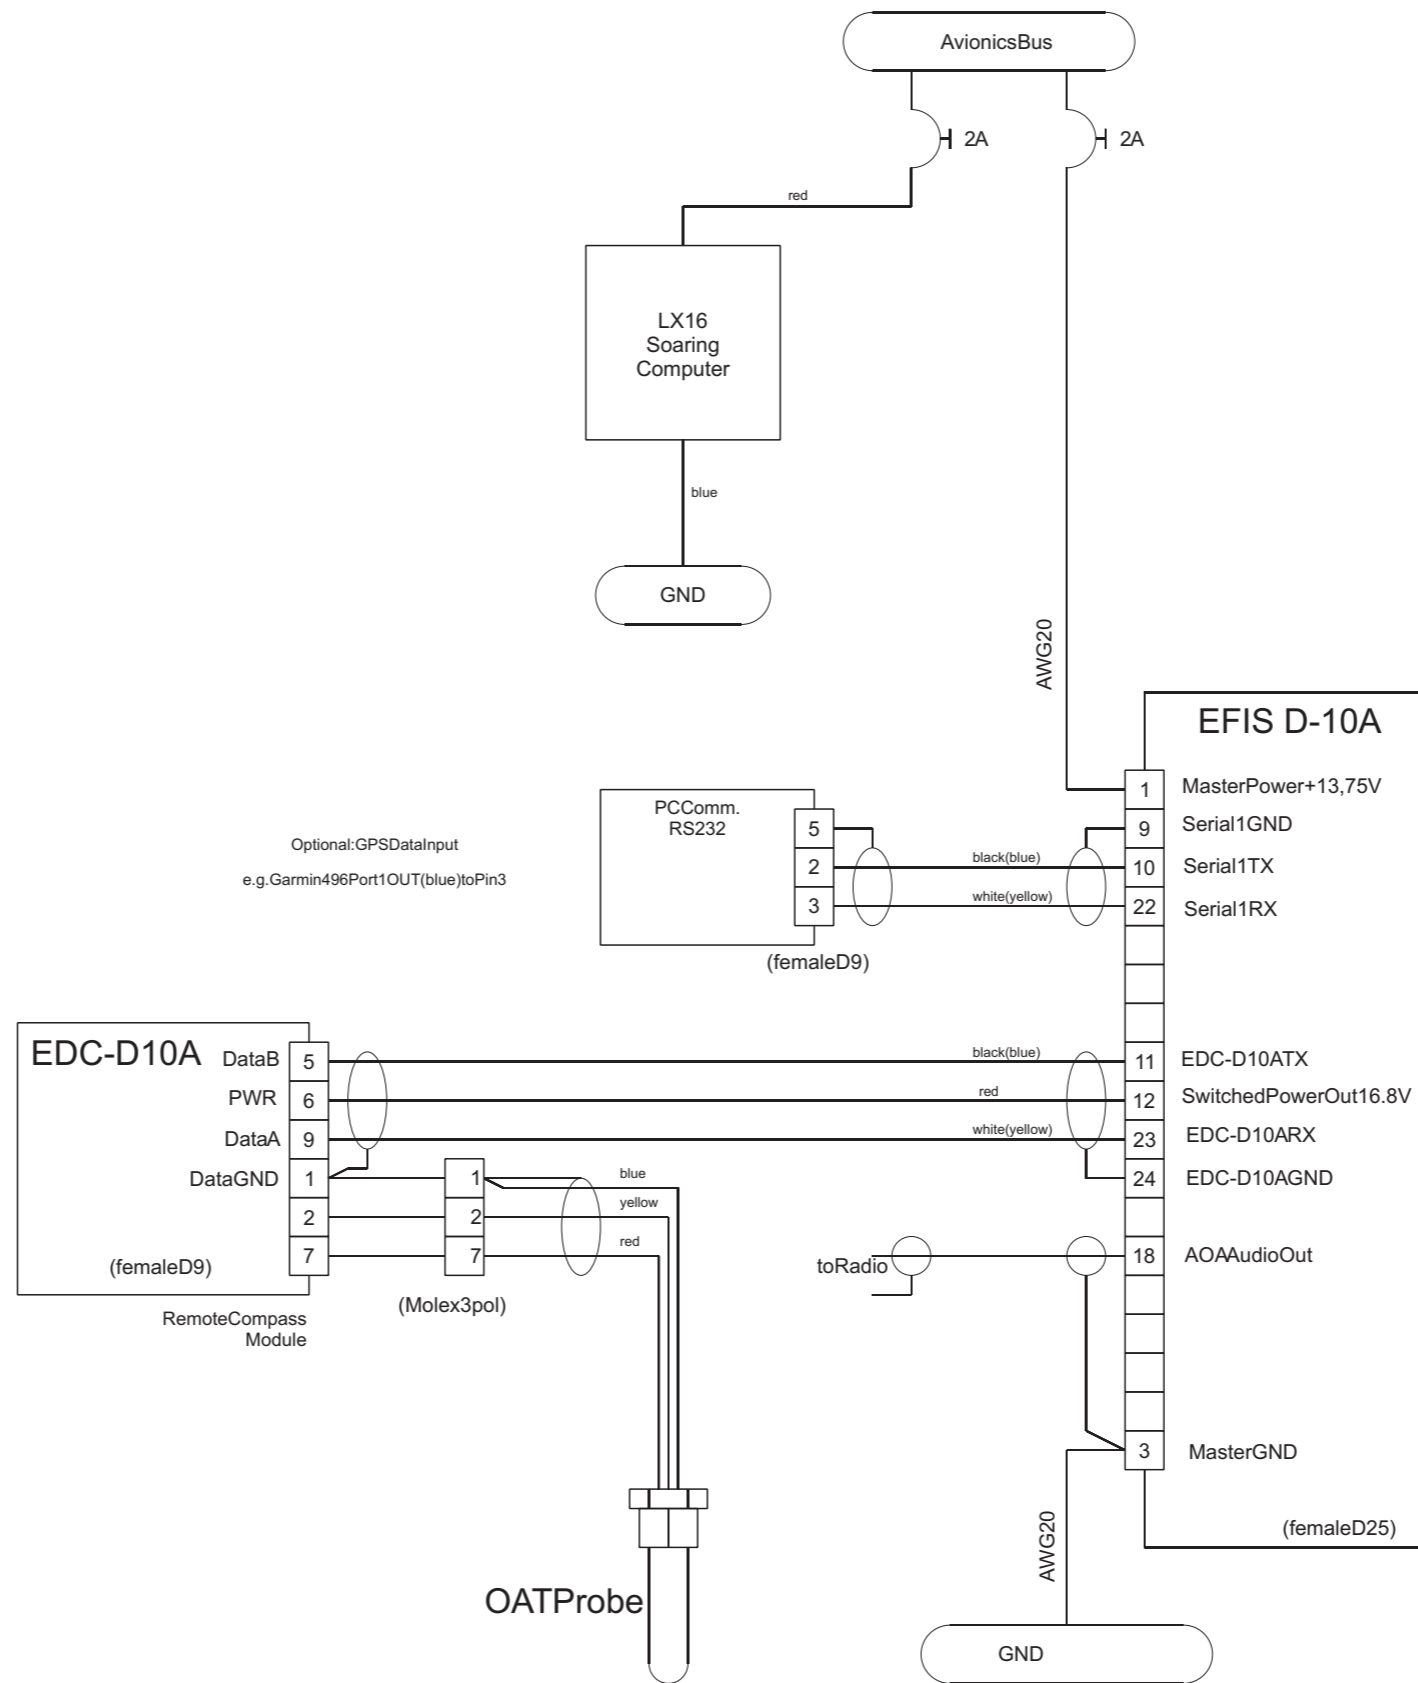 AvionicsBus
2A
2A
red
LX16
Soaring
Computer
blue
GND
AWG20
EFIS D-10A
1
MasterPower+13,75V
PCComm.
RS232
5
9
Serial1GND
Optional:GPSDataInput
2
black(blue)
10
Serial1TX
e.g.Garmin496Port1OUT(blue)toPin3
3
white(yellow)
22
Serial1RX
(femaleD9)
EDC-D10A
DataB
5
black(blue)
11
EDC-D10ATX
PWR
6
red
12
SwitchedPowerOut16.8V
DataA
9
white(yellow)
23
EDC-D10ARX
DataGND
1
1
blue
24
EDC-D10AGND
2
2
yellow
7
7
red
toRadio
18
AOAAudioOut
(femaleD9)
(Molex3pol)
RemoteCompass
Module
3
MasterGND
AWG20
(femaleD25)
OATProbe
GND